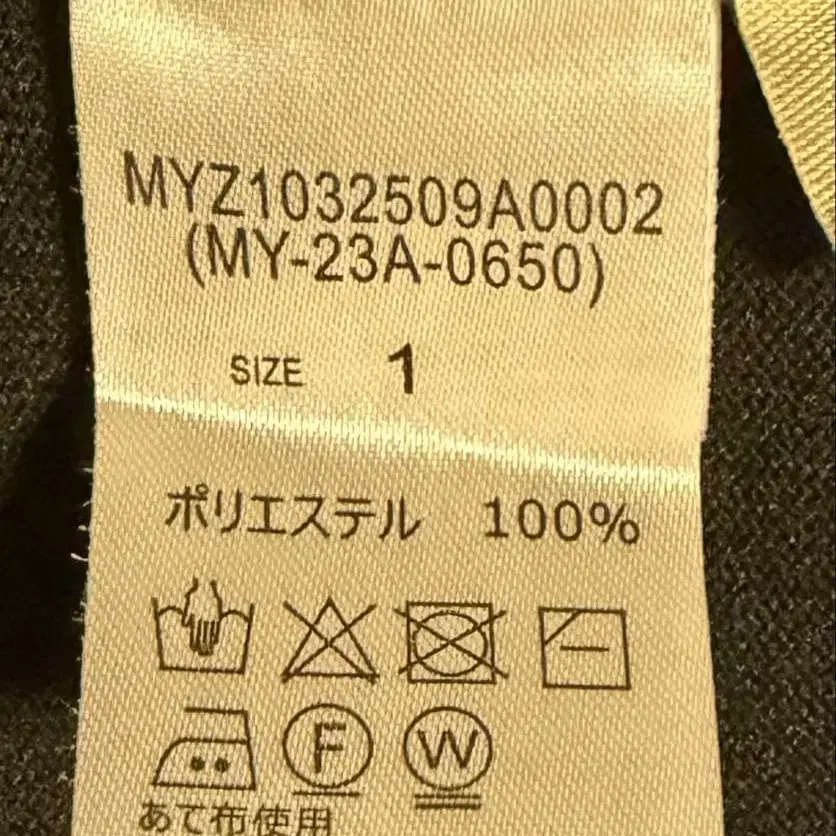 MYZ1032509A0002
(MY-23A-0650)
SIZE 1
ポリエステル 100%
F W
あて布使用